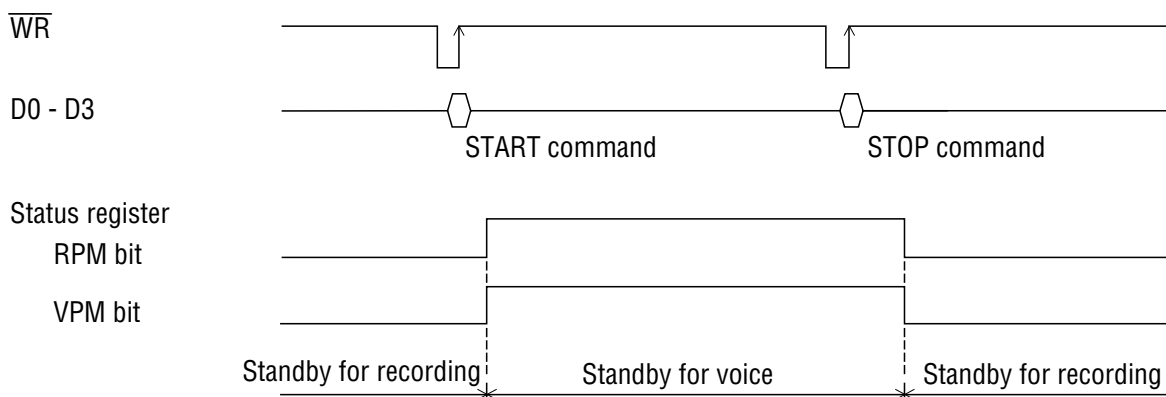 WR
D0 - D3
START command
STOP command
Status register
RPM bit
VPM bit
Standby for recording
Standby for voice
Standby for recording